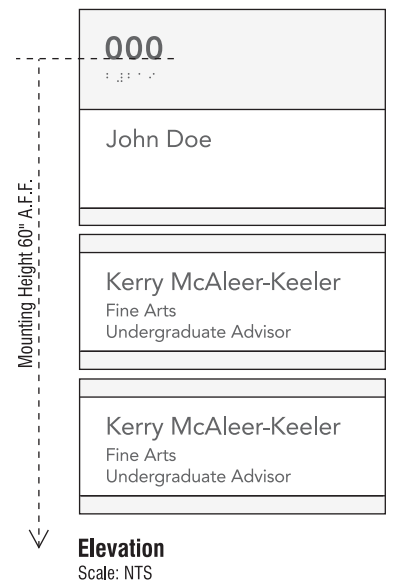 000
John Doe
Mounting Height 60" A.F.F.
Kerry McAleer-Keeler
Fine Arts
Undergraduate Advisor
Kerry McAleer-Keeler
Fine Arts
Undergraduate Advisor
Elevation
Scale: NTS